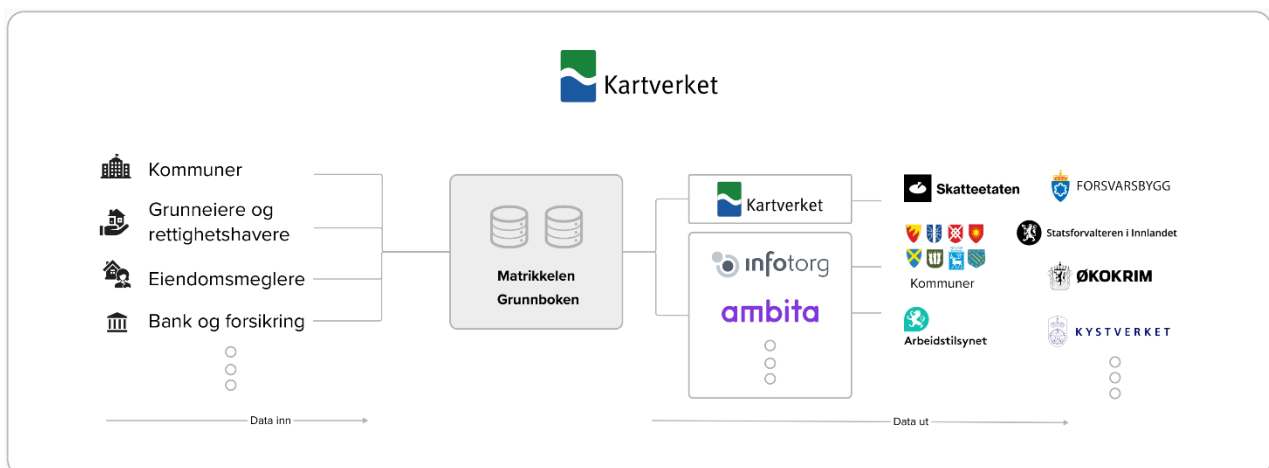 Kartverket
Kommuner
Grunneiere og
rettighetshavere
Eiendomsmeglere
Bank og forsikring
Data inn
Matrikkelen
Grunnboken
Kartverket
infotorg
ambita
Skatteetaten
FORSVARSBYGG
Statsforvalteren i Innlandet
Kommuner
ØKOKRIM
Arbeidstilsynet
KYSTVERKET
Data ut